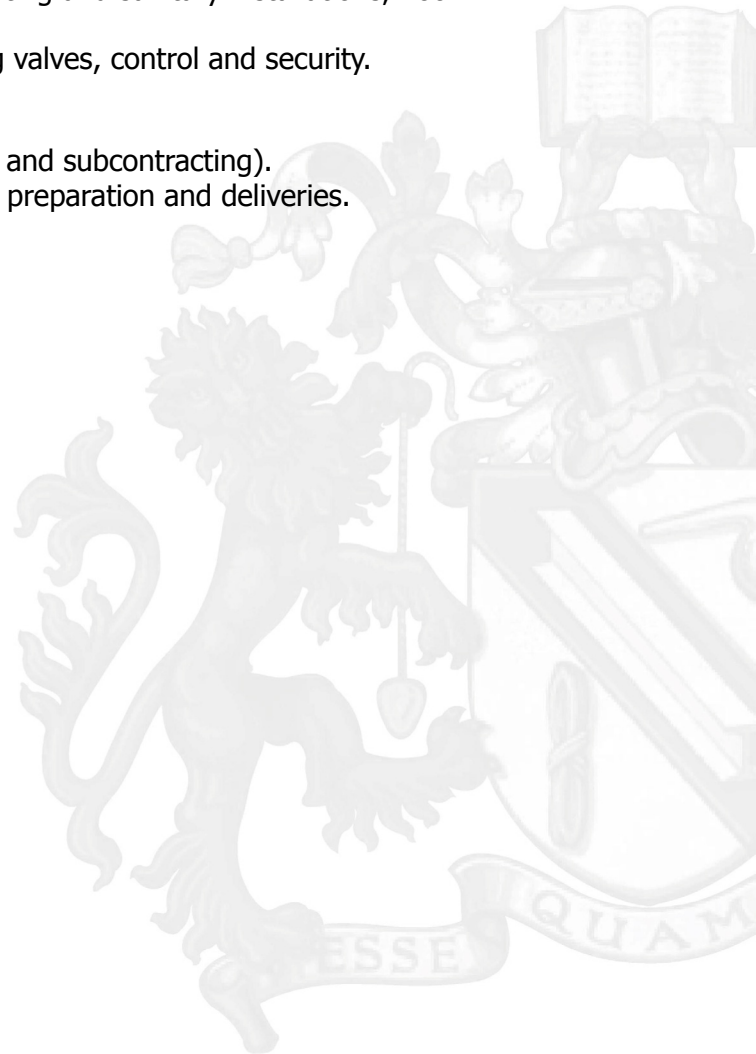 g valves, control and security.
and subcontracting).
preparation and deliveries.
ESSE
QUAM